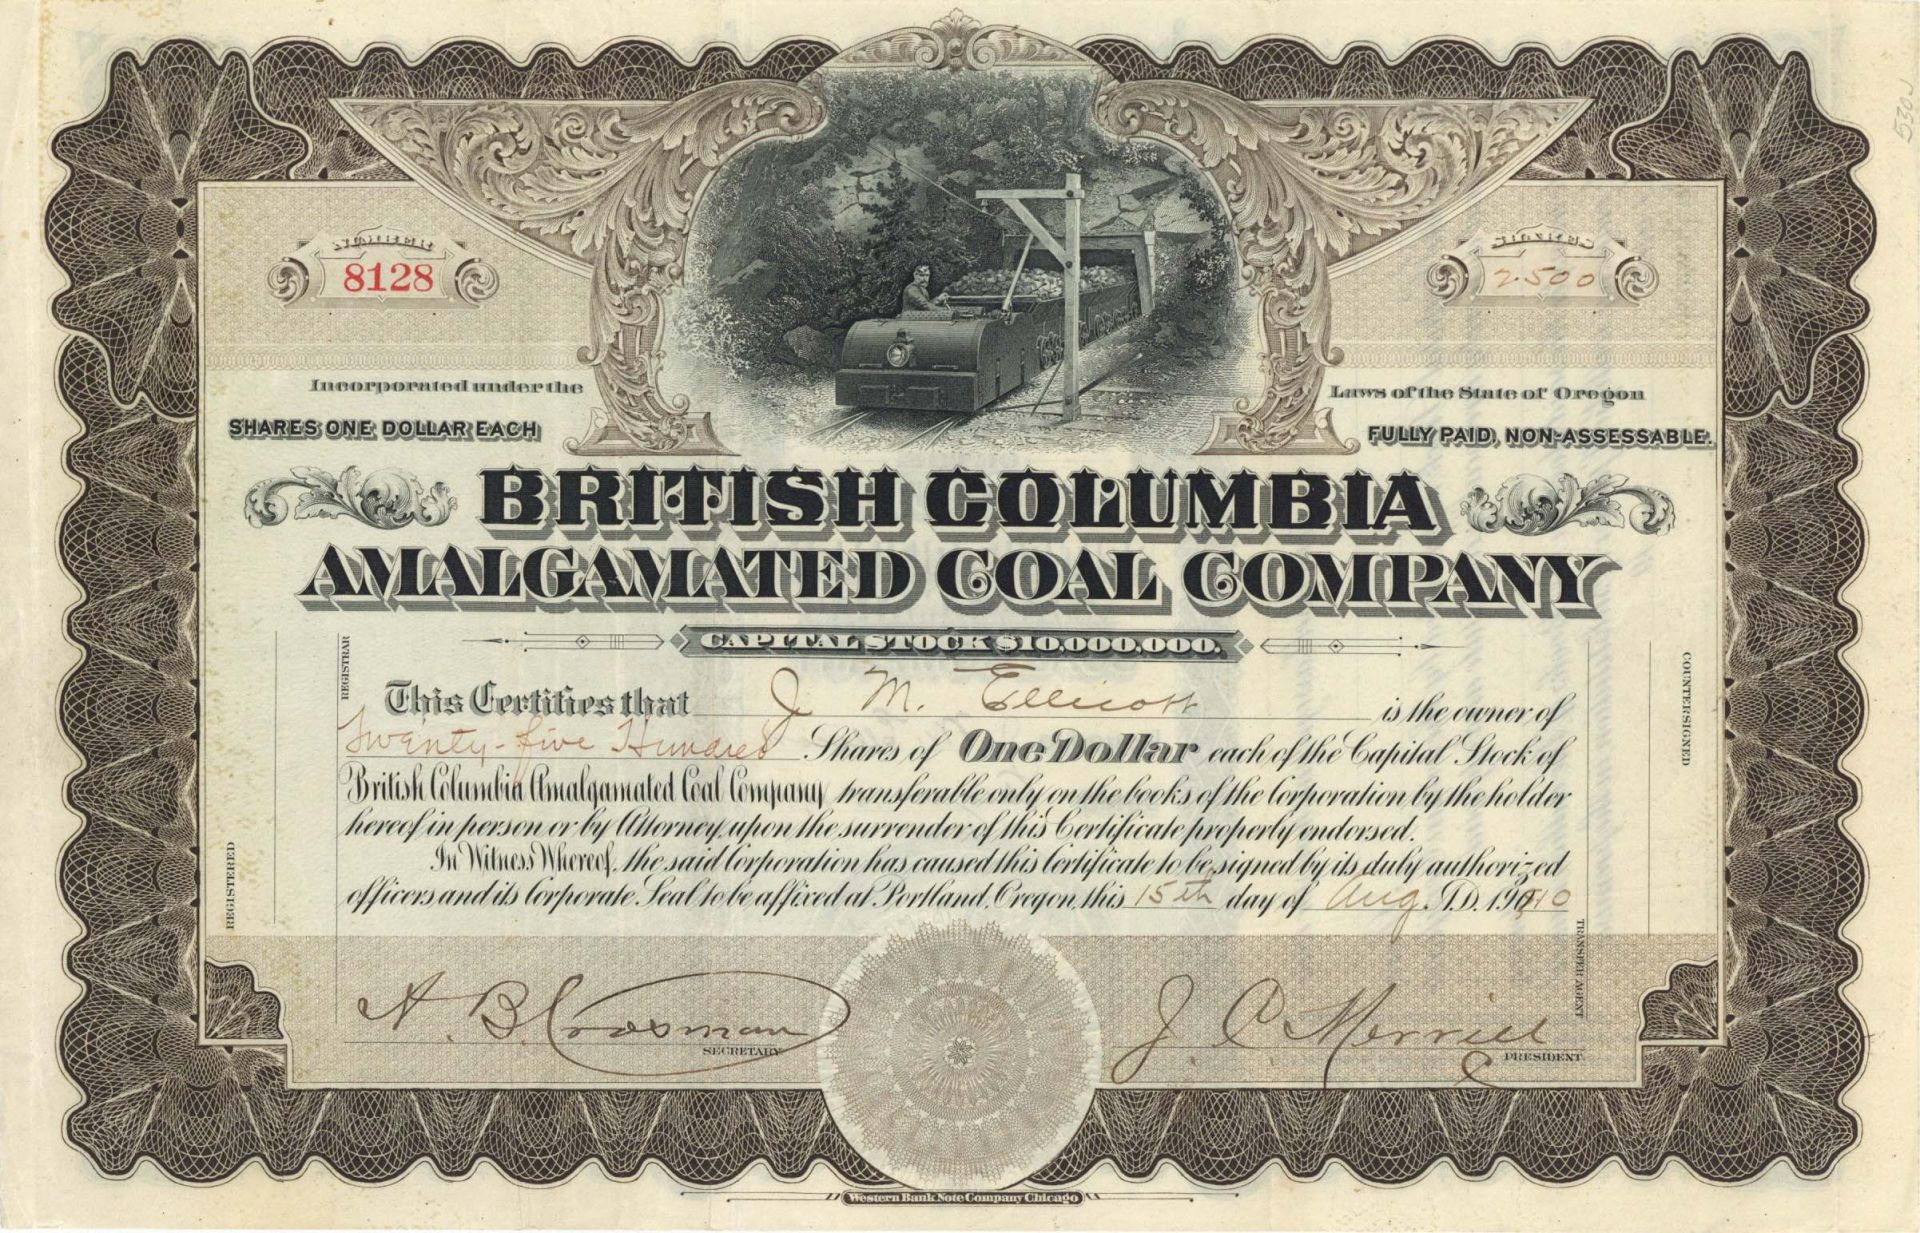 530J
NUMBER
8128
SHARES
2500
Incorporated under the Laws of the State of Oregon
SHARES ONE DOLLAR EACH
FULLY PAID, NON-ASSESSABLE.
BRITISH COLUMBIA
AMALGAMATED COAL COMPANY
CAPITAL STOCK $10,000,000.
REGISTRAR
REGISTERED
COUNTERSIGNED
TRANSFER AGENT
This Certifies that J. M. Ellicott is the owner of
Twenty-five Hundred Shares of One Dollar each of the Capital Stock of
British Columbia Amalgamated Coal Company transferable only on the books of the Corporation by the holder
hereof in person or by Attorney, upon the surrender of this Certificate properly endorsed.
In Witness Whereof, the said Corporation has caused this Certificate to be signed by its duly authorized
officers and its Corporate Seal to be affixed at Portland, Oregon, this 15th day of Aug. A.D. 1910
A. B. Crossman
SECRETARY
J. C. Merrill
PRESIDENT
Western Bank Note Company Chicago